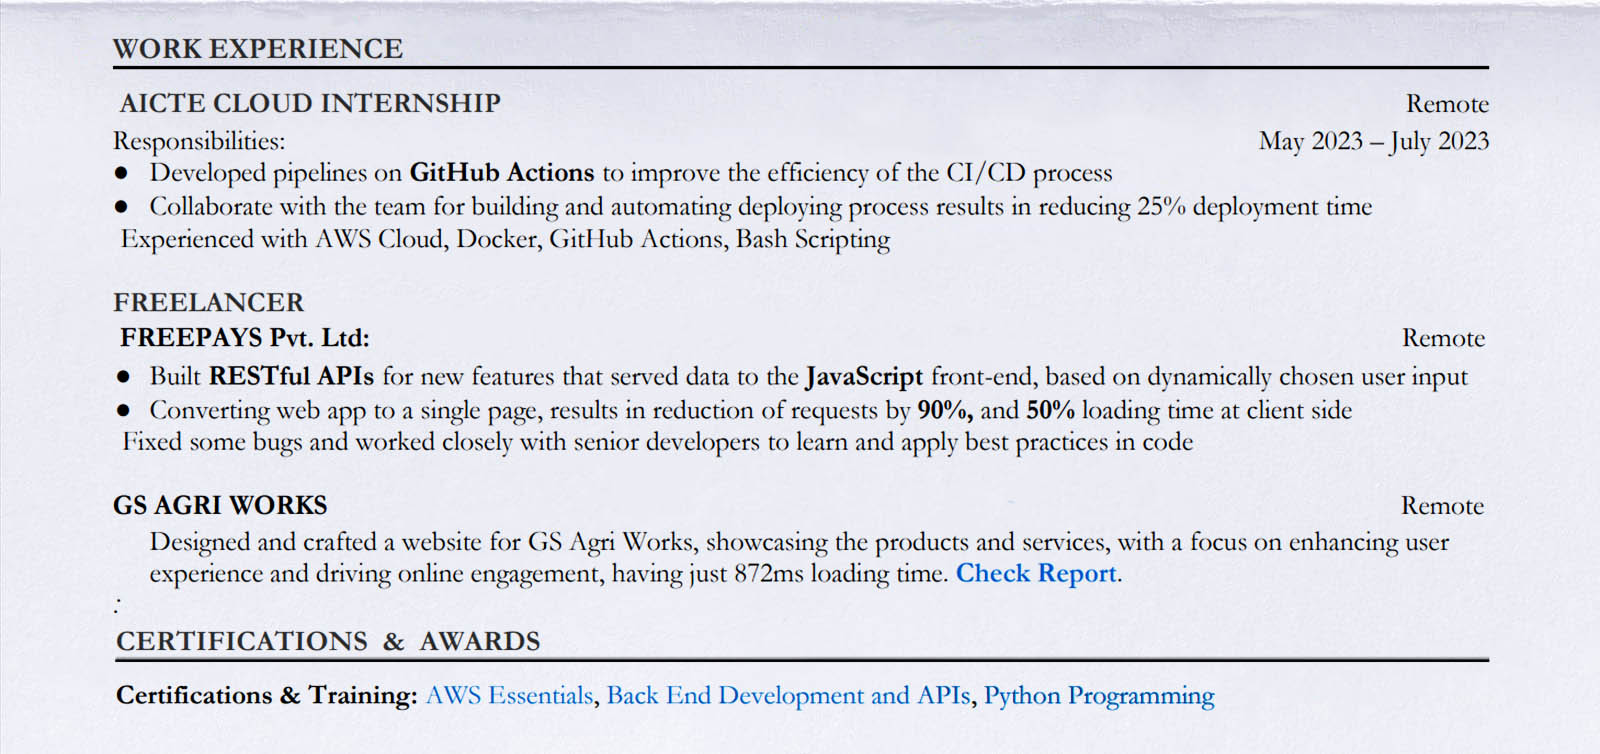 WORK EXPERIENCE
AICTE CLOUD INTERNSHIP Remote
Responsibilities: May 2023 – July 2023
● Developed pipelines on GitHub Actions to improve the efficiency of the CI/CD process
● Collaborate with the team for building and automating deploying process results in reducing 25% deployment time
Experienced with AWS Cloud, Docker, GitHub Actions, Bash Scripting
FREELANCER
FREEPAYS Pvt. Ltd: Remote
● Built RESTful APIs for new features that served data to the JavaScript front-end, based on dynamically chosen user input
● Converting web app to a single page, results in reduction of requests by 90%, and 50% loading time at client side
Fixed some bugs and worked closely with senior developers to learn and apply best practices in code
GS AGRI WORKS Remote
Designed and crafted a website for GS Agri Works, showcasing the products and services, with a focus on enhancing user
experience and driving online engagement, having just 872ms loading time. Check Report.
:
CERTIFICATIONS & AWARDS
Certifications & Training: AWS Essentials, Back End Development and APIs, Python Programming